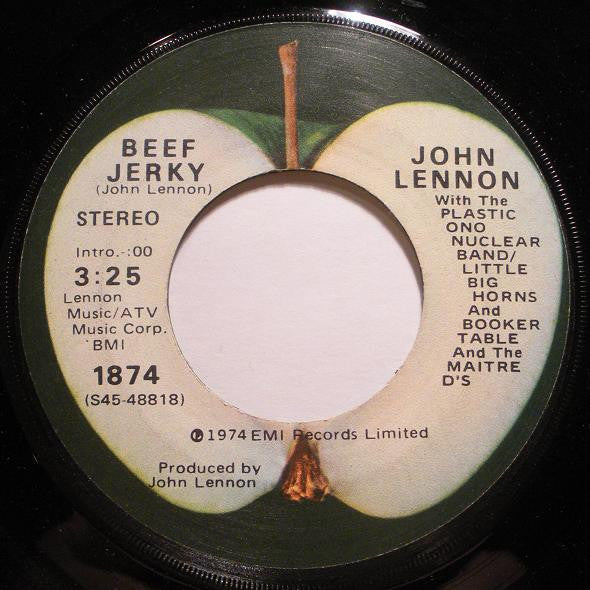 BEEF
JERKY
(John Lennon)
STEREO
Intro.-:00
3:25
Lennon
Music/ATV
Music Corp.
BMI
1874
(S45-48818)
JOHN
LENNON
With The
PLASTIC
ONO
NUCLEAR
BAND/
LITTLE
BIG
HORNS
And
BOOKER
TABLE
And The
MAITRE
D'S
℗1974 EMI Records Limited
Produced by
John Lennon